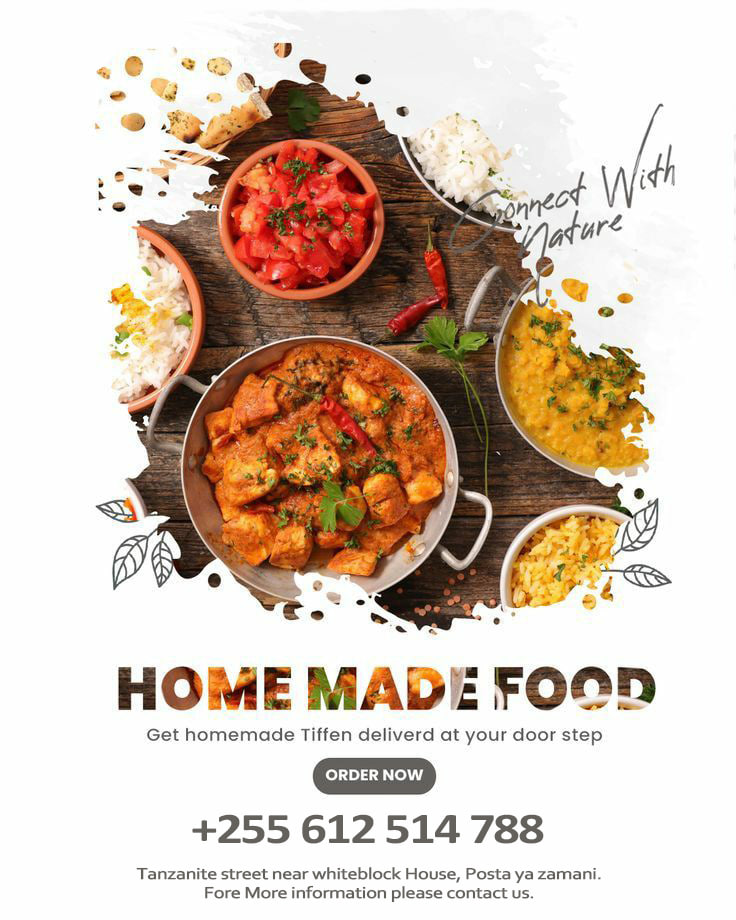 Connect With
Nature
HOME MADE FOOD
Get homemade Tiffen deliverd at your door step
ORDER NOW
+255 612 514 788
Tanzanite street near whiteblock House, Posta ya zamani.
Fore More information please contact us.